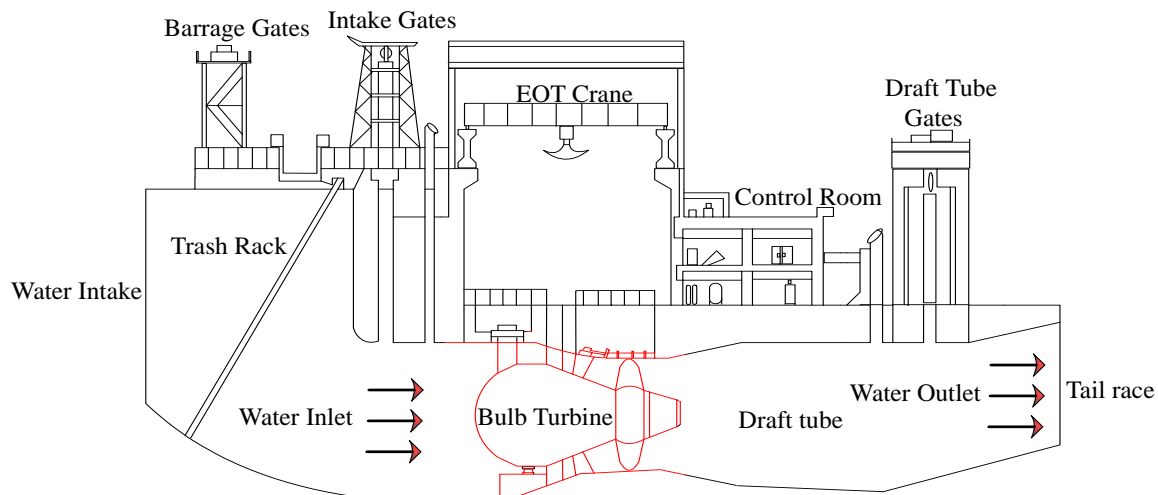 Barrage Gates
Intake Gates
EOT Crane
Draft Tube
Gates
Trash Rack
Control Room
Water Intake
Water Inlet
Bulb Turbine
Draft tube
Water Outlet
Tail race